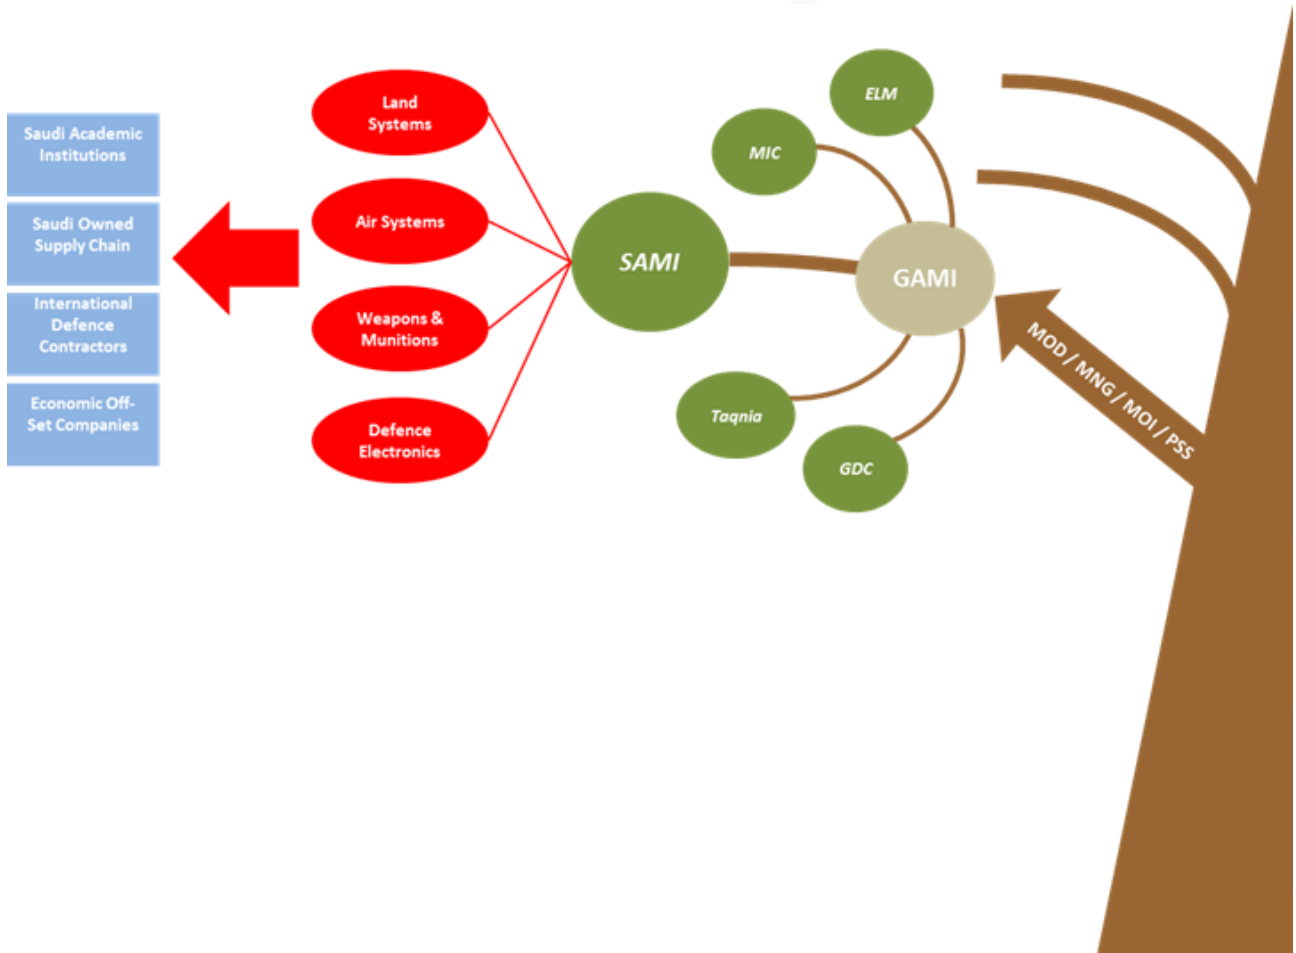 Saudi Academic
Institutions
Saudi Owned
Supply Chain
International
Defence
Contractors
Economic Off-
Set Companies
Land
Systems
Air Systems
Weapons &
Munitions
Defence
Electronics
SAMI
MIC
ELM
GAMI
Taqnia
GDC
MOD / MNG / MOI / PSS